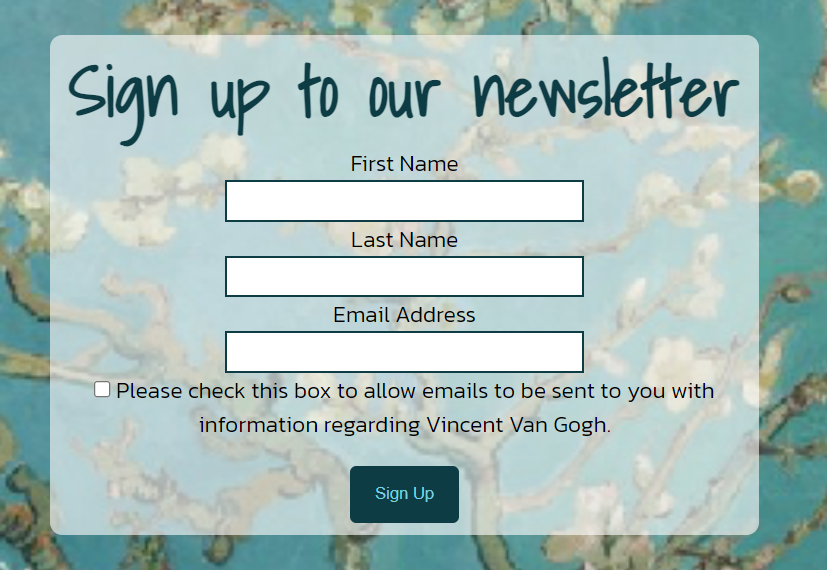 Sign up to our newsletter
First Name
Last Name
Email Address
Please check this box to allow emails to be sent to you with
information regarding Vincent Van Gogh.
Sign Up